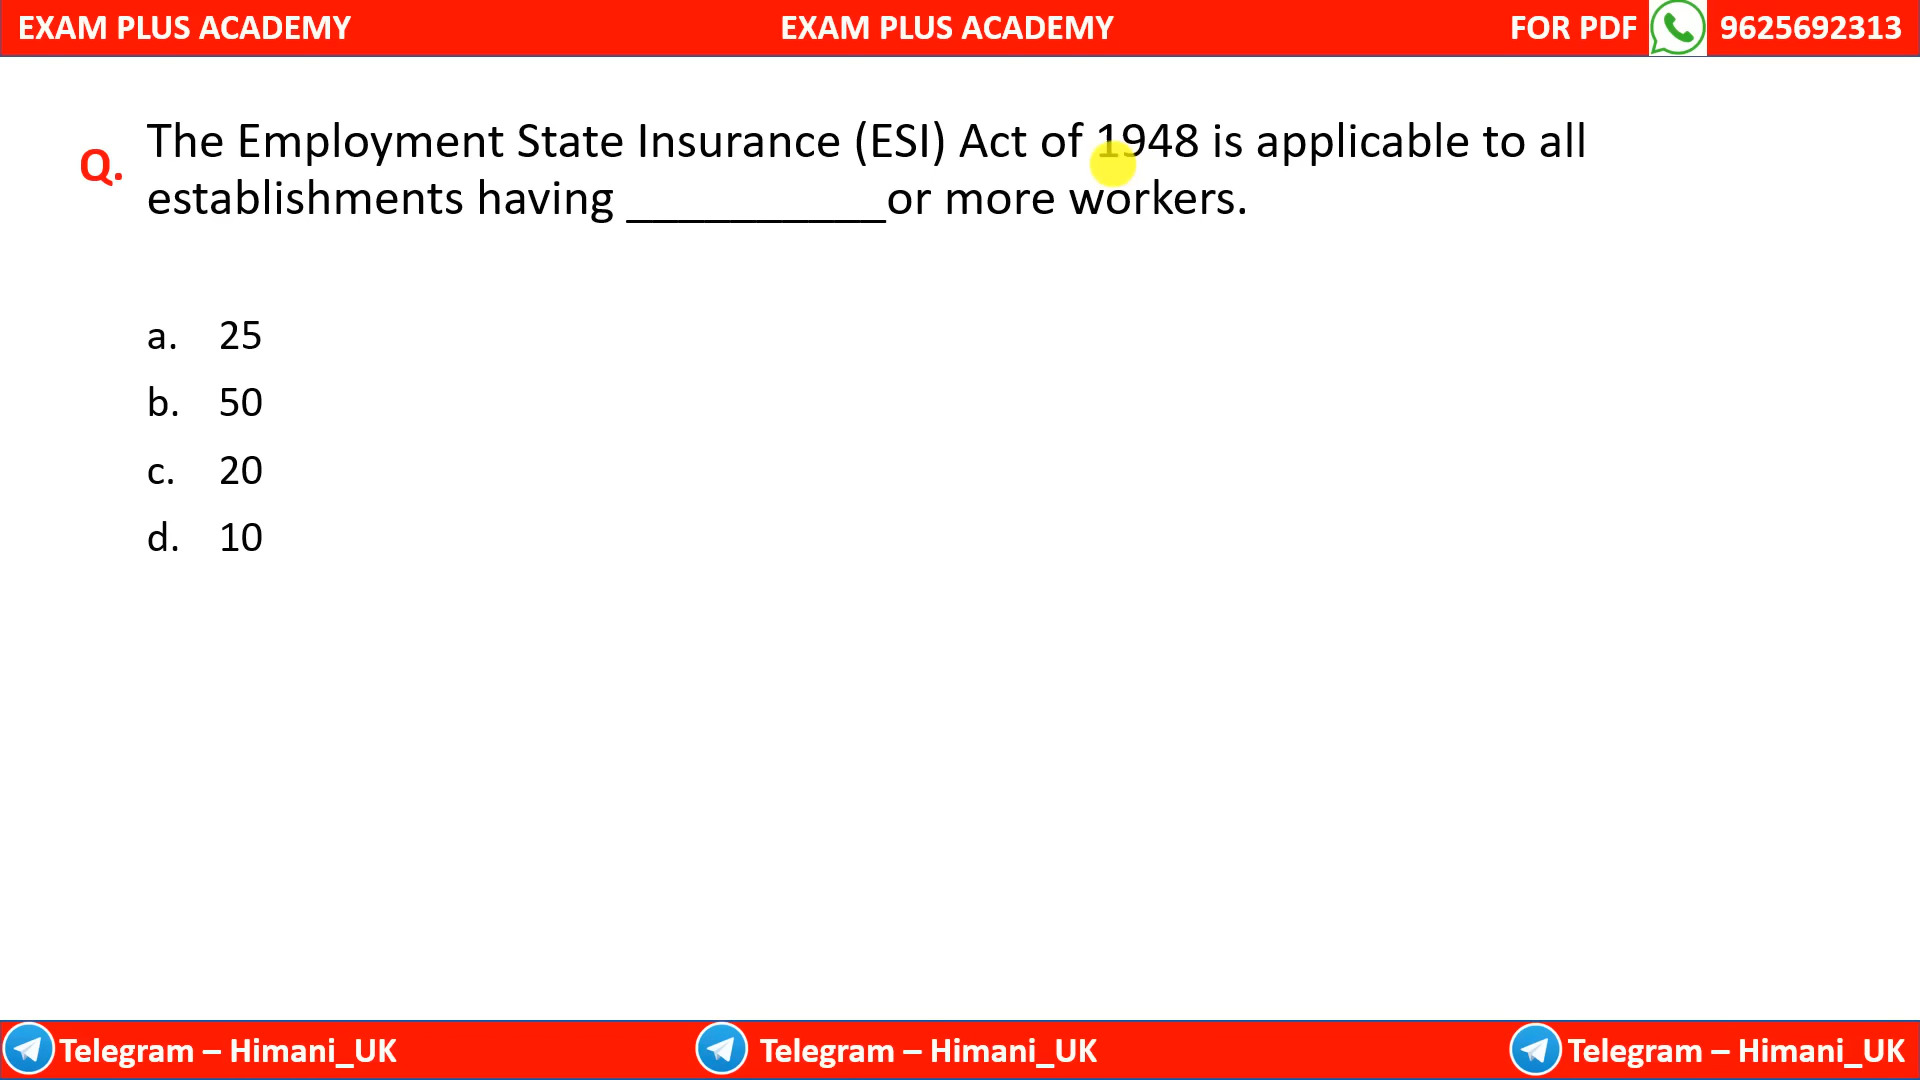 EXAM PLUS ACADEMY EXAM PLUS ACADEMY FOR PDF 9625692313
Q. The Employment State Insurance (ESI) Act of 1948 is applicable to all
establishments having __________or more workers.
a. 25
b. 50
c. 20
d. 10
Telegram – Himani_UK Telegram – Himani_UK Telegram – Himani_UK